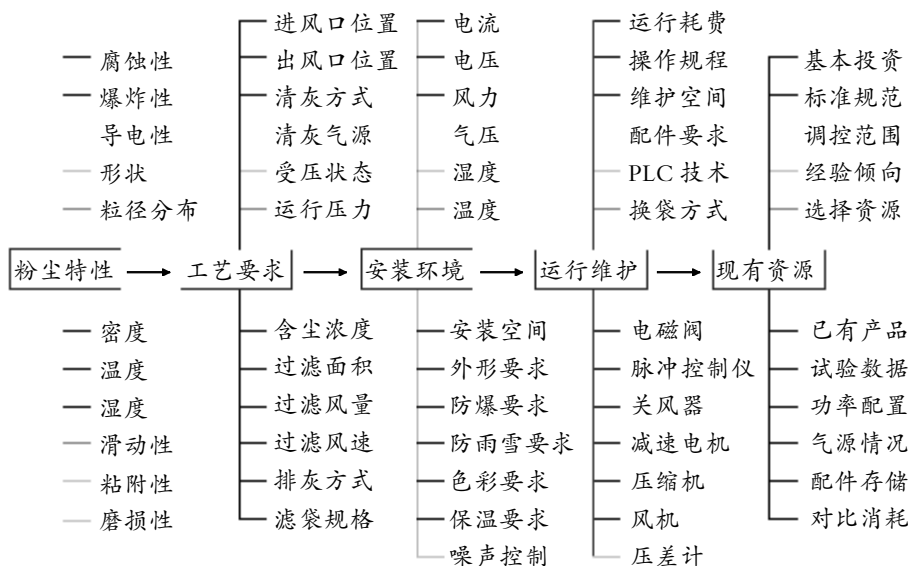 进风口位置
出风口位置
清灰方式
清灰气源
受压状态
运行压力
电流
电压
风力
气压
湿度
温度
运行耗费
操作规程
维护空间
配件要求
PLC 技术
换袋方式
腐蚀性
爆炸性
导电性
形状
粒径分布
基本投资
标准规范
调控范围
经验倾向
选择资源
粉尘特性
工艺要求
安装环境
运行维护
现有资源
密度
温度
湿度
滑动性
粘附性
磨损性
含尘浓度
过滤面积
过滤风量
过滤风速
排灰方式
滤袋规格
安装空间
外形要求
防爆要求
防雨雪要求
色彩要求
保温要求
噪声控制
电磁阀
脉冲控制仪
关风器
减速电机
压缩机
风机
压差计
已有产品
试验数据
功率配置
气源情况
配件存储
对比消耗